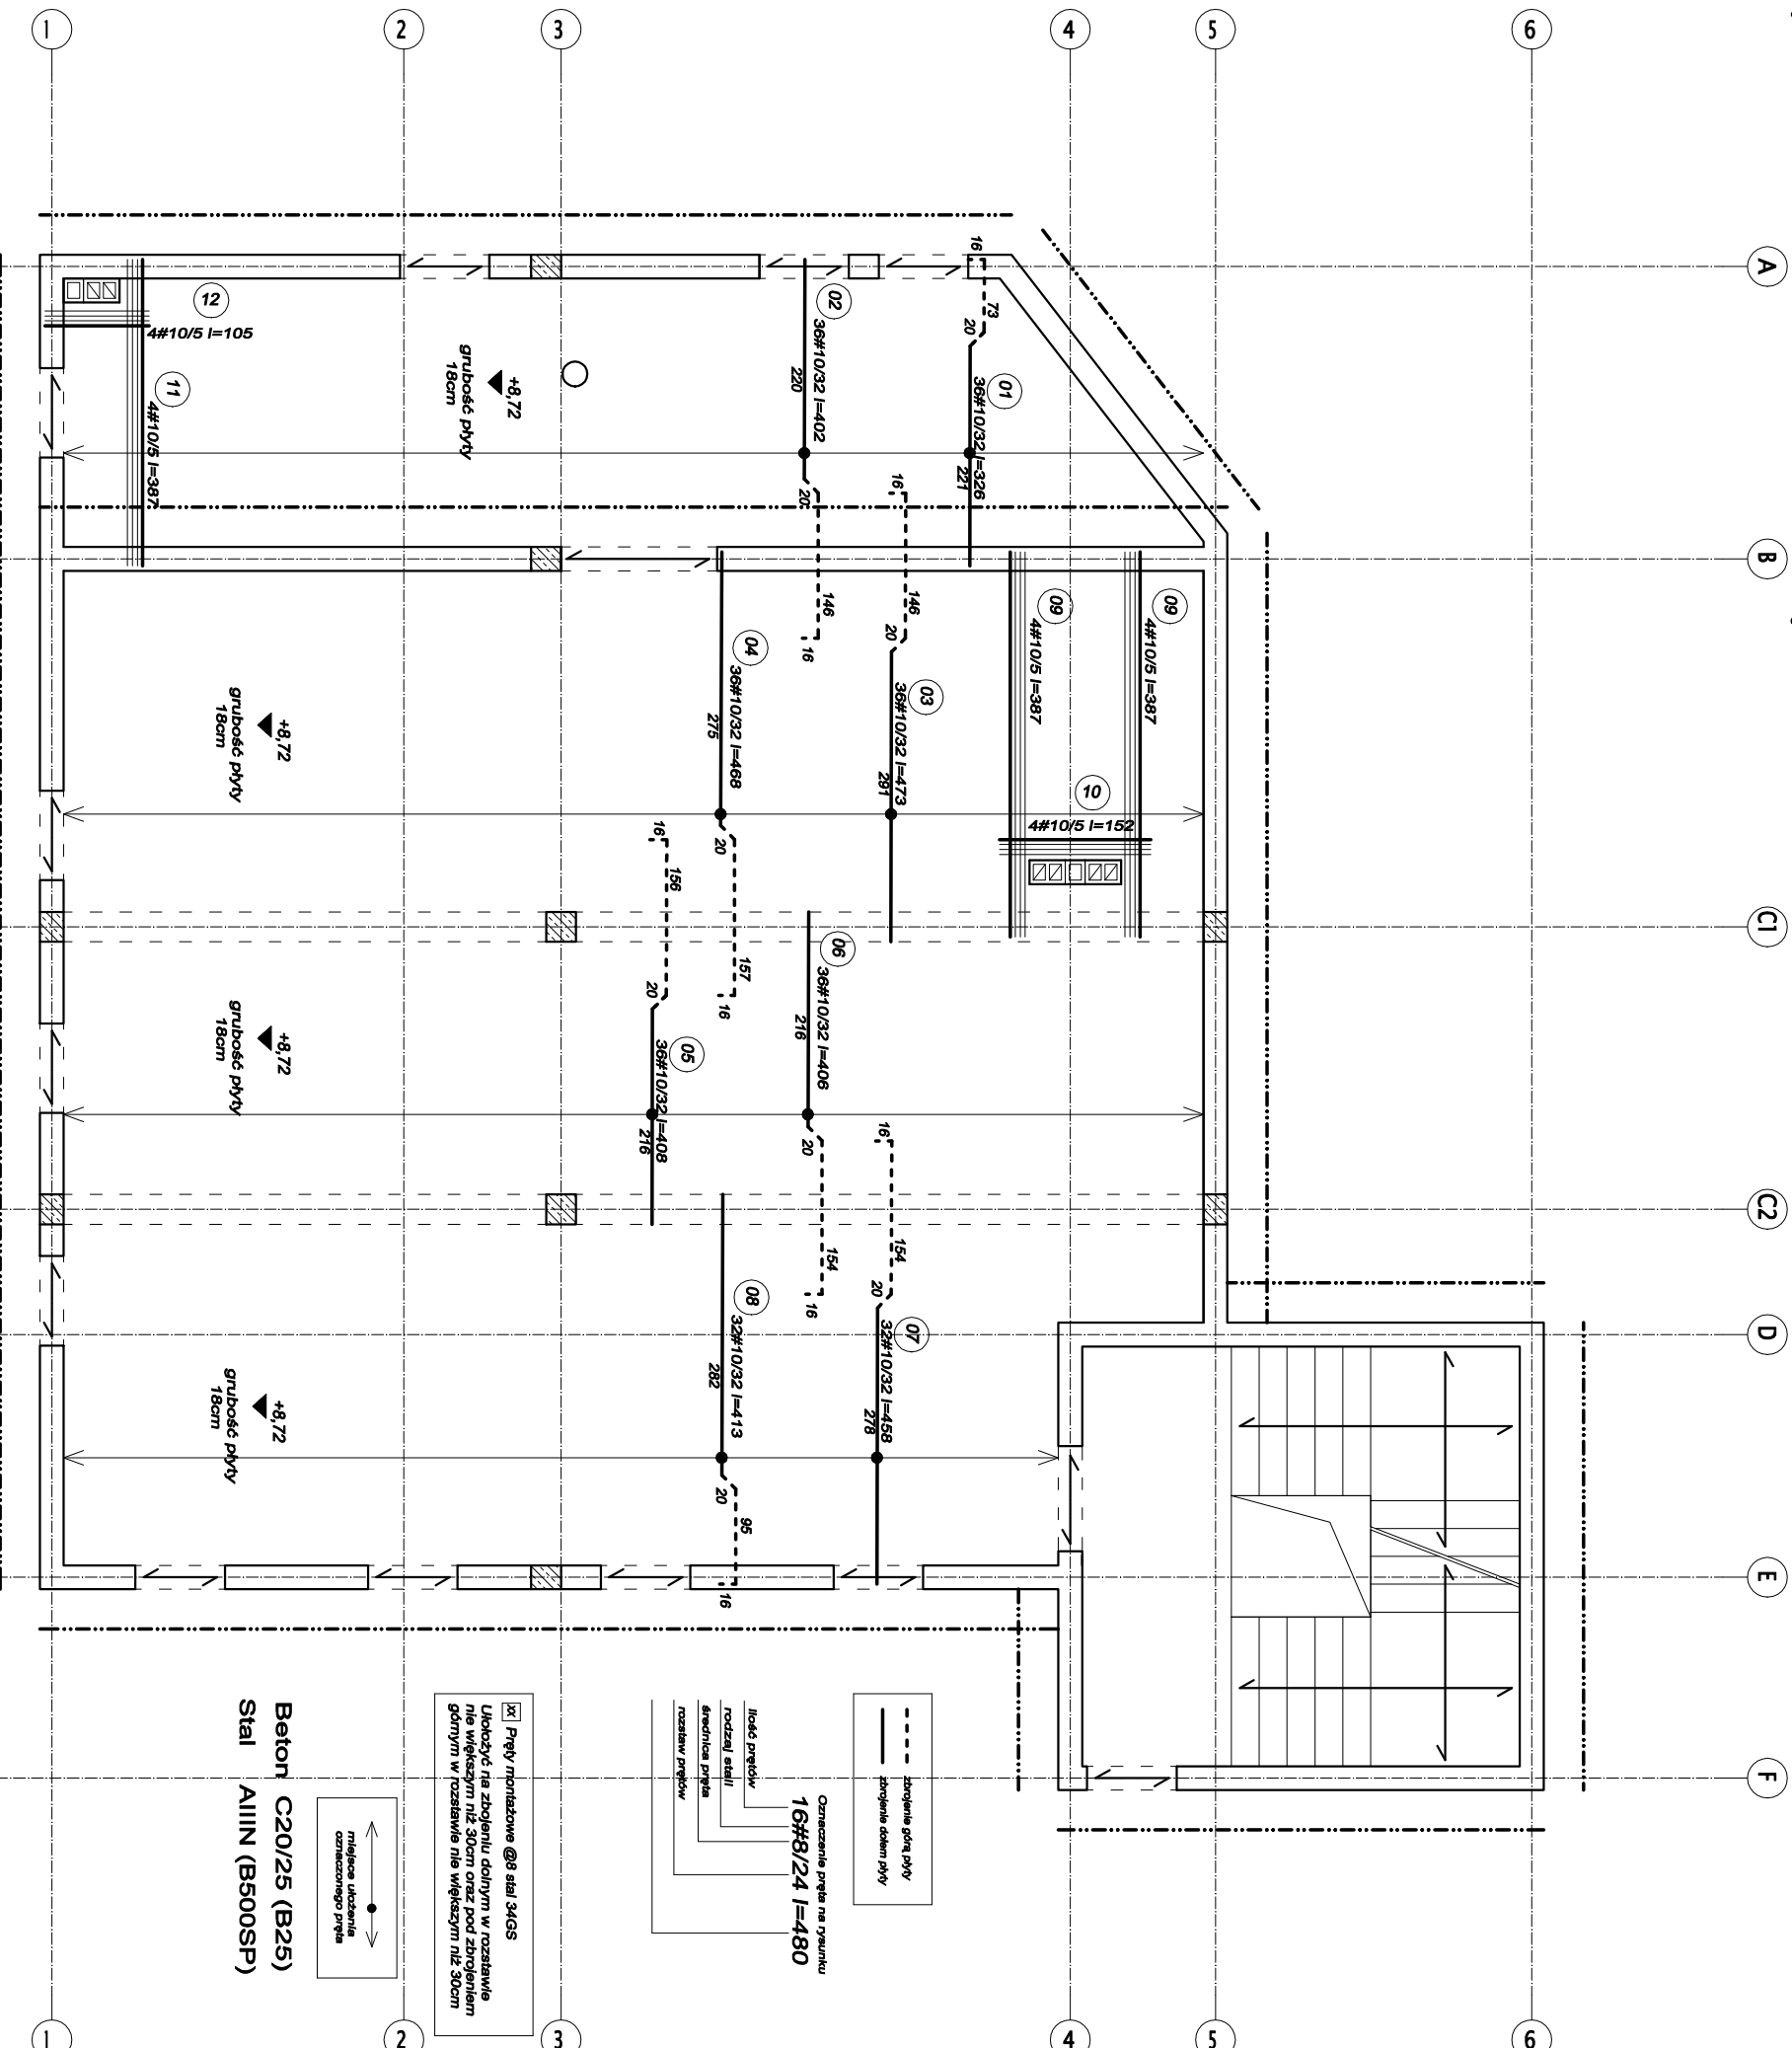 1
2
3
4
5
6
A
B
C1
C2
D
E
F
1
2
3
4
5
6
16
73
20
01
36#10/32 l=326
221
02
36#10/32 l=402
220
20
146
16
16
146
20
03
36#10/32 l=473
291
04
36#10/32 l=468
275
20
157
16
16
156
20
05
36#10/32 l=408
216
06
36#10/32 l=406
216
20
154
16
16
154
20
07
32#10/32 l=458
278
08
32#10/32 l=413
282
20
95
16
09
4#10/5 l=387
09
4#10/5 l=387
10
4#10/5 l=152
11
4#10/5 l=387
12
4#10/5 l=105
+8,72
grubość płyty
18cm
+8,72
grubość płyty
18cm
+8,72
grubość płyty
18cm
+8,72
grubość płyty
18cm
zbrojenie górą płyty
zbrojenie dołem płyty
Oznaczenie pręta na rysunku
16#8/24 l=480
ilość prętów
rodzaj stali
średnica pręta
rozstaw prętów
xx Pręty montażowe @8 stal 34GS
Ułożyć na zbojeniu dolnym w rozstawie
nie większym niż 30cm oraz pod zbrojeniem
górnym w rozstawie nie większym niż 30cm
miejsce ułożenia
oznaczonego pręta
Beton C20/25 (B25)
Stal AIIIN (B500SP)